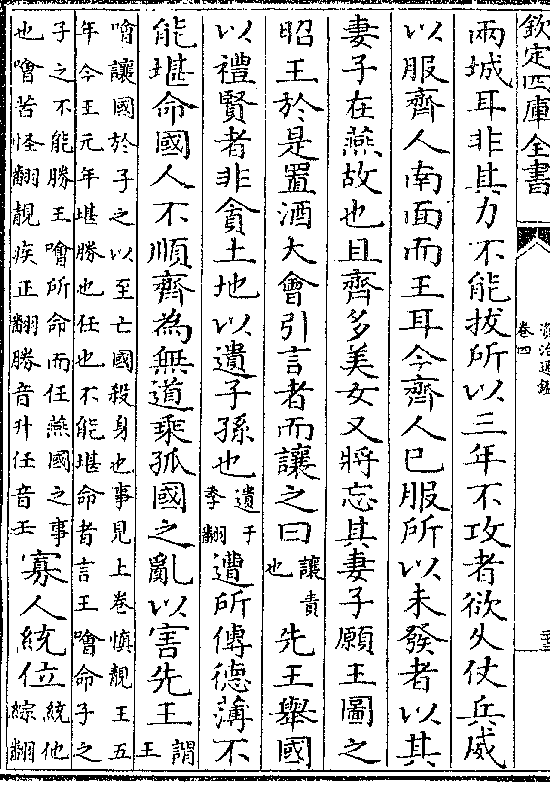 欽定四庫全書
資治通鑑
卷四
兩城耳非其力不能拔所以三年不攻者欲久仗兵威
以服齊人南面而王耳今齊人已服所以未發者以其
妻子在燕故也且齊多美女又將忘其妻子願王圖之
昭王於是置酒大會引言者而讓之曰讓責也先王舉國
以禮賢者非貪土地以遺子孫也遺于季翻遭所傳德薄不
能堪命國人不順齊為無道乘孤國之亂以害先王謂王
噲讓國於子之以至亡國殺身也事見上卷慎靚王五
年今王元年堪勝也任也不能堪命者言王噲命子之
子之不能勝王噲所命而任燕國之事
也噲苦怪翻靚疾正翻勝音升任音壬寡人統位統他綜翻